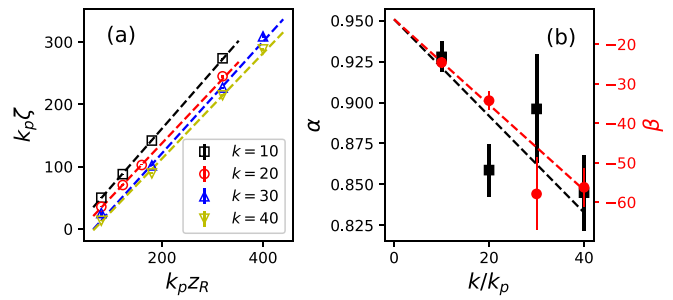 (a)
300
200
100
0
k_pζ
200
400
k_pz_R
k = 10
k = 20
k = 30
k = 40
(b)
0.950
0.925
0.900
0.875
0.850
0.825
α
−20
−30
−40
−50
−60
β
0
10
20
30
40
k/k_p